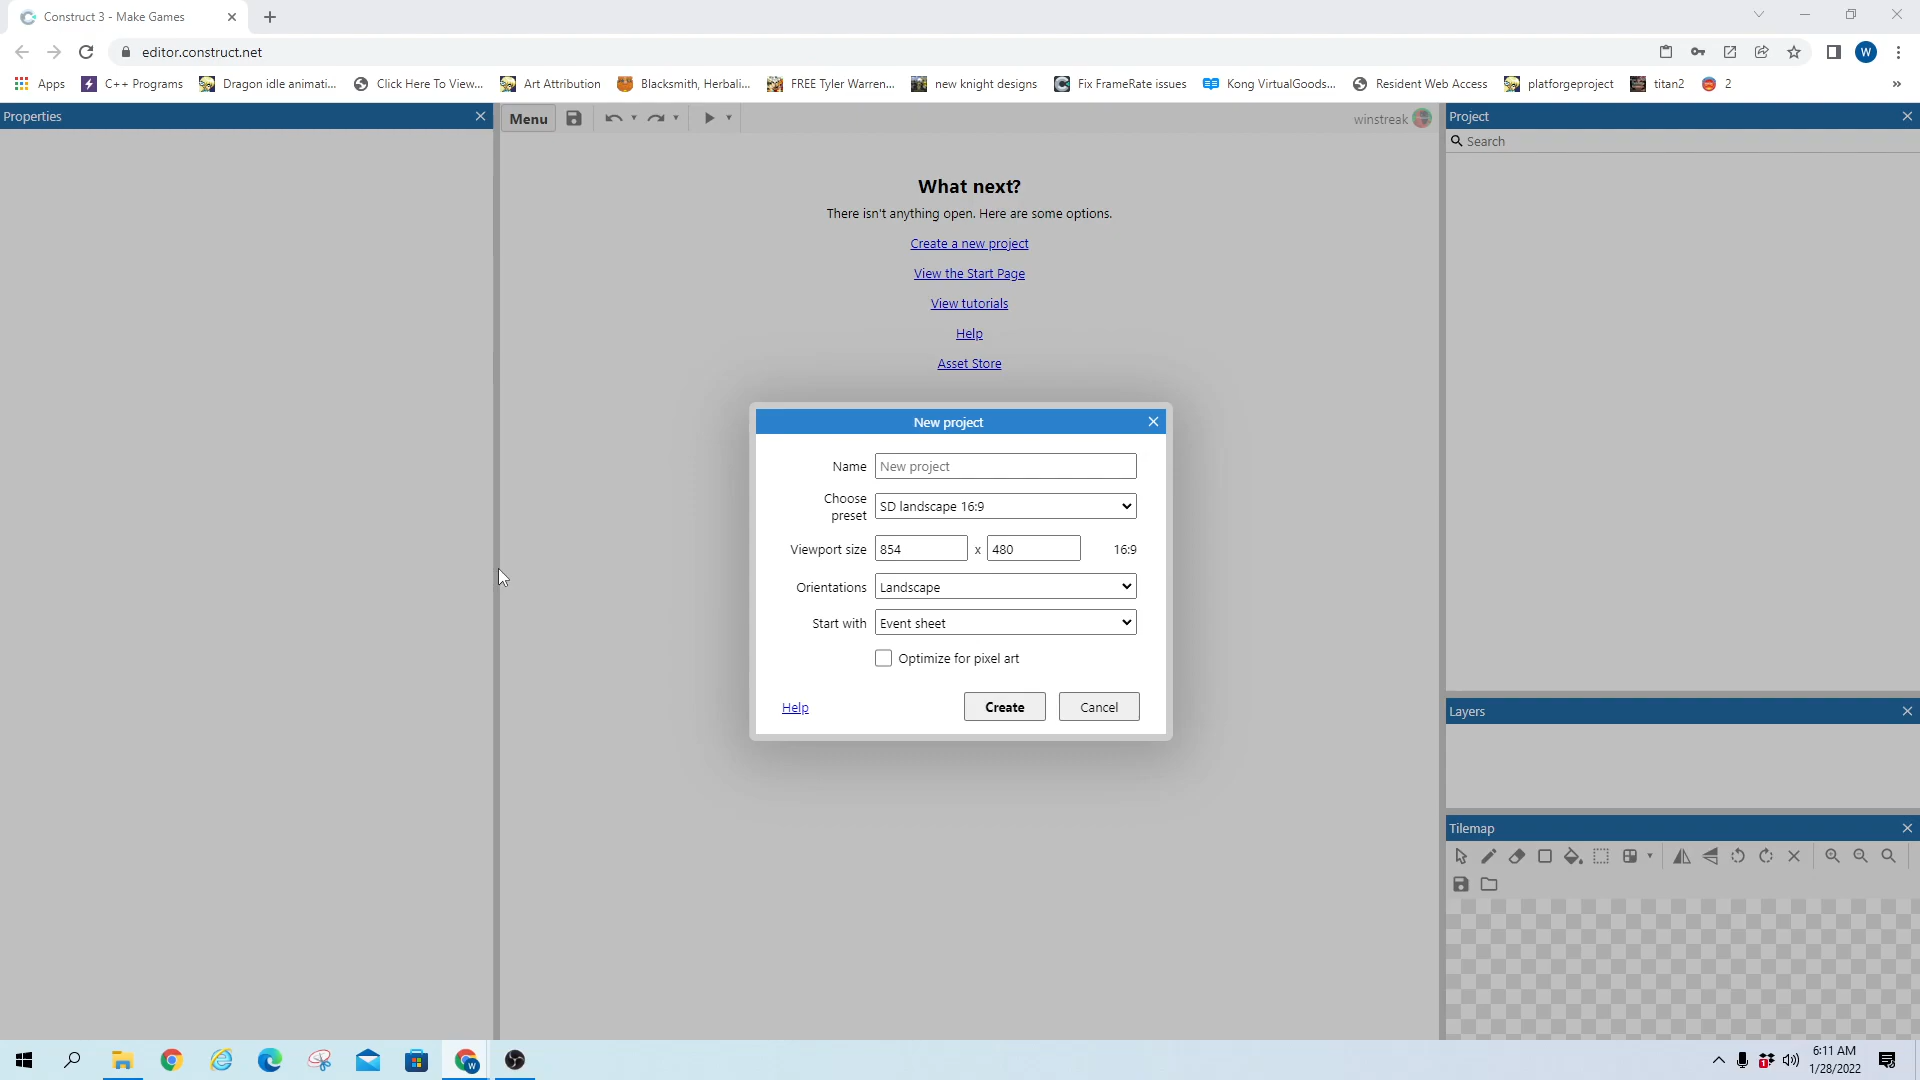 Construct 3 - Make Games
editor.construct.net
W
Apps
C++ Programs
Dragon idle animati...
Click Here To View...
Art Attribution
Blacksmith, Herbali...
FREE Tyler Warren...
new knight designs
Fix FrameRate issues
Kong VirtualGoods...
Resident Web Access
platforgeproject
titan2
2
»
Properties
Menu
winstreak
Project
Search
What next?
There isn't anything open. Here are some options.
Create a new project
View the Start Page
View tutorials
Help
Asset Store
New project
Name New project
Choose preset SD landscape 16:9
Viewport size 854 x 480 16:9
Orientations Landscape
Start with Event sheet
Optimize for pixel art
Help Create Cancel
Layers
Tilemap
W
6:11 AM
1/28/2022